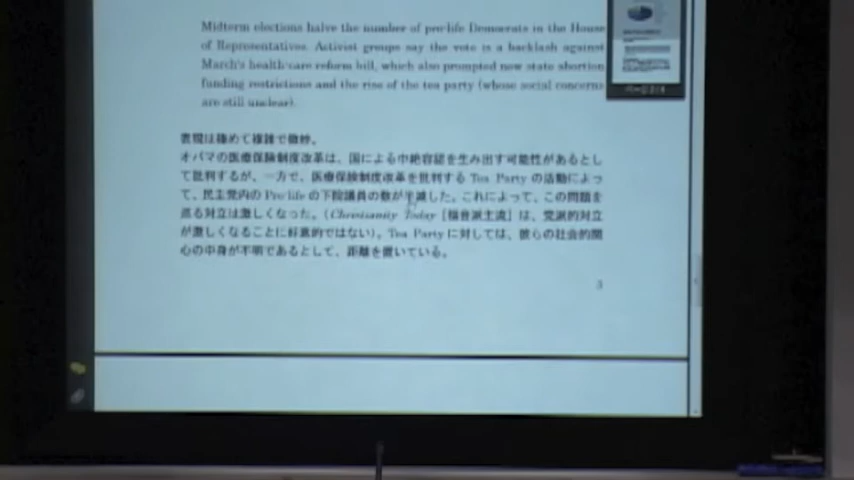 Midterm elections halve the number of pro-life Democrats in the House
of Representatives. Activist groups say the vote is a backlash against
March's health-care reform bill, which also prompted new state abortion
funding restrictions and the rise of the tea party (whose social concerns
are still unclear).
表現は極めて複雑で微妙。
オバマの医療保険制度改革は、国による中絶容認を生み出す可能性があるとし
て批判するが、一方で、医療保険制度改革を批判する Tea Party の活動によっ
て、民主党内の Pro-life の下院議員の数が半減した。これによって、この問題を
巡る対立は激しくなった。(Christianity Today [福音派主流] は、党派的対立
が激しくなることに好意的ではない)。Tea Party に対しては、彼らの社会的関
心の中身が不明であるとして、距離を置いている。
3